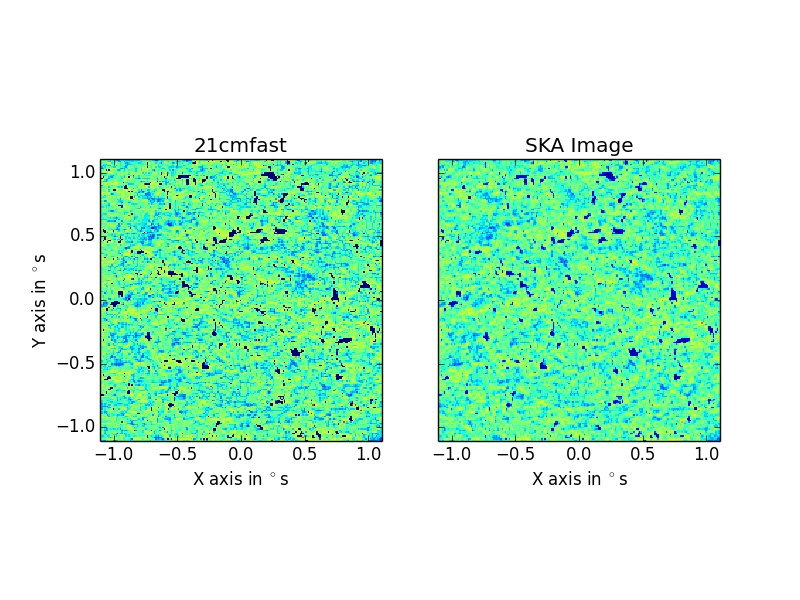 21cmfast
SKA Image
1.0
0.5
0.0
−0.5
−1.0
Y axis in °s
−1.0 −0.5 0.0 0.5 1.0
−1.0 −0.5 0.0 0.5 1.0
X axis in °s
X axis in °s